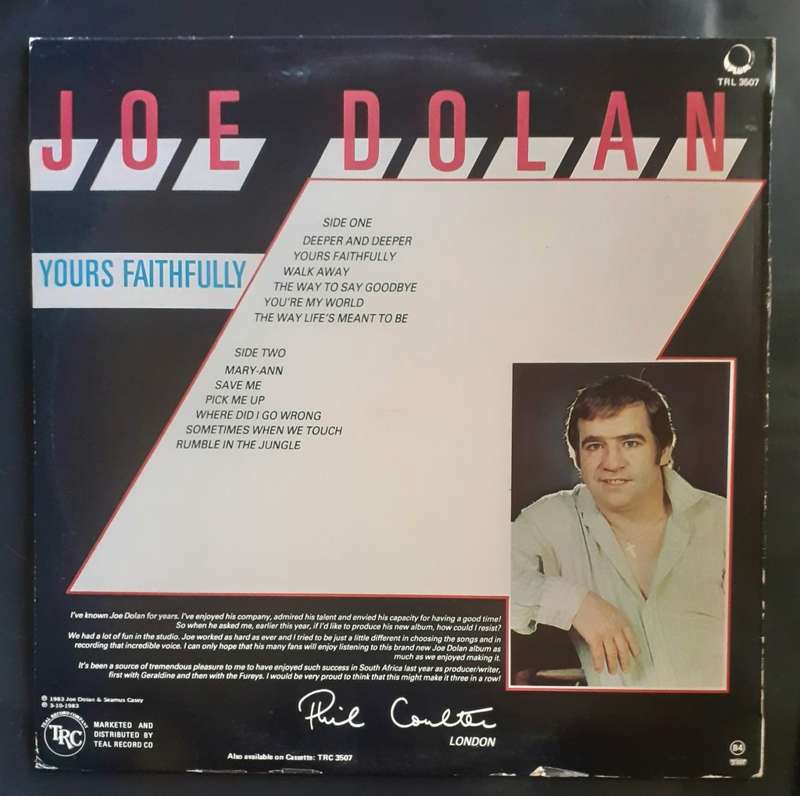 TRL 3507
JOE DOLAN
YOURS FAITHFULLY
SIDE ONE
DEEPER AND DEEPER
YOURS FAITHFULLY
WALK AWAY
THE WAY TO SAY GOODBYE
YOU'RE MY WORLD
THE WAY LIFE'S MEANT TO BE
SIDE TWO
MARY-ANN
SAVE ME
PICK ME UP
WHERE DID I GO WRONG
SOMETIMES WHEN WE TOUCH
RUMBLE IN THE JUNGLE
I've known Joe Dolan for years. I've enjoyed his company, admired his talent and envied his capacity for having a good time!
So when he asked me, earlier this year, if I'd like to produce his new album, how could I resist?
We had a lot of fun in the studio. Joe worked as hard as ever and I tried to be just a little different in choosing the songs and in
recording that incredible voice. I can only hope that his many fans will enjoy listening to this brand new Joe Dolan album as
much as we enjoyed making it.
It's been a source of tremendous pleasure to me to have enjoyed such success in South Africa last year as producer/writer,
first with Geraldine and then with the Fureys. I would be very proud to think that this might make it three in a row!
Phil Coulter
LONDON
℗ 1983 Joe Dolan & Seamus Casey
© 3-10-1983
TEAL RECORD COMPANY
TRC
MARKETED AND
DISTRIBUTED BY
TEAL RECORD CO
Also available on Cassette: TRC 3507
84